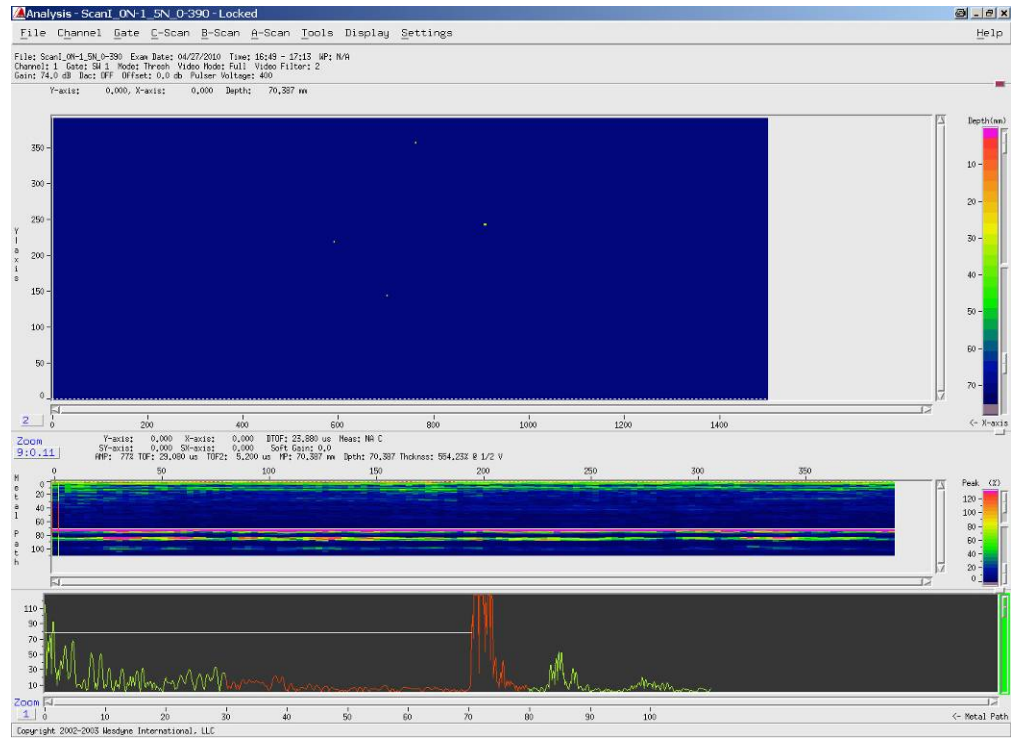 Analysis - ScanI_0N-1_5N_0-390 - Locked
File Channel Gate C-Scan B-Scan A-Scan Tools Display Settings Help
File: ScanI_0N-1_5N_0-390 Exam Date: 04/27/2010 Time: 16:49 - 17:13 WP: N/A
Channel: 1 Gate: SW 1 Mode: Thresh Video Mode: Full Video Filter: 2
Gain: 74.0 dB Dac: OFF Offset: 0.0 db Pulser Voltage: 400
Y-axis: 0.000, X-axis: 0.000 Depth: 70.387 mm
Depth(mm)
350
300
250
200
150
100
50
0
Y-axis
10
20
30
40
50
60
70
2
0 200 400 600 800 1000 1200 1400
<- X-axis
Zoom
9:0.11
Y-axis: 0.000 X-axis: 0.000 DTOF: 23.880 us Meas: NA C
SY-axis: 0.000 SX-axis: 0.000 Soft Gain: 0.0
AMP: 77% TOF: 29.080 us TOF2: 5.200 us MP: 70.387 mm Dpth: 70.387 Thcknss: 554.23% @ 1/2 V
0 50 100 150 200 250 300 350
Metal Path
0
20
40
60
80
100
Peak (%)
120
100
80
60
40
20
0
110
90
70
50
30
10
Zoom
1
0 10 20 30 40 50 60 70 80 90 100
<- Metal Path
Copyright 2002-2003 Wesdyne International, LLC